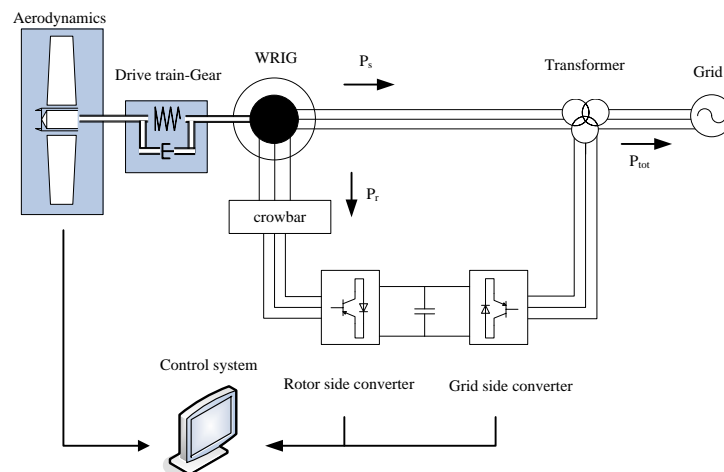 Aerodynamics
Drive train-Gear
WRIG
Ps
Transformer
Grid
Ptot
Pr
crowbar
Control system
Rotor side converter
Grid side converter